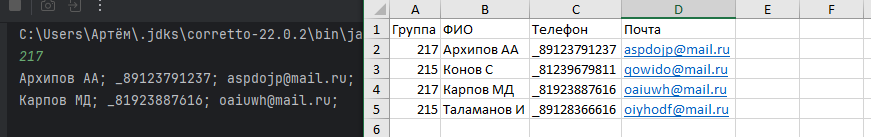 C:\Users\Артём\.jdks\corretto-22.0.2\bin\ja
217
Архипов АА; _89123791237; aspdojp@mail.ru;
Карпов МД; _81923887616; oaiuwh@mail.ru;
A B C D E F
1 Группа ФИО Телефон Почта
2 217 Архипов АА _89123791237 aspdojp@mail.ru
3 215 Конов С _81239679811 qowido@mail.ru
4 217 Карпов МД _81923887616 oaiuwh@mail.ru
5 215 Таламанов И _89128366616 oiyhodf@mail.ru
6